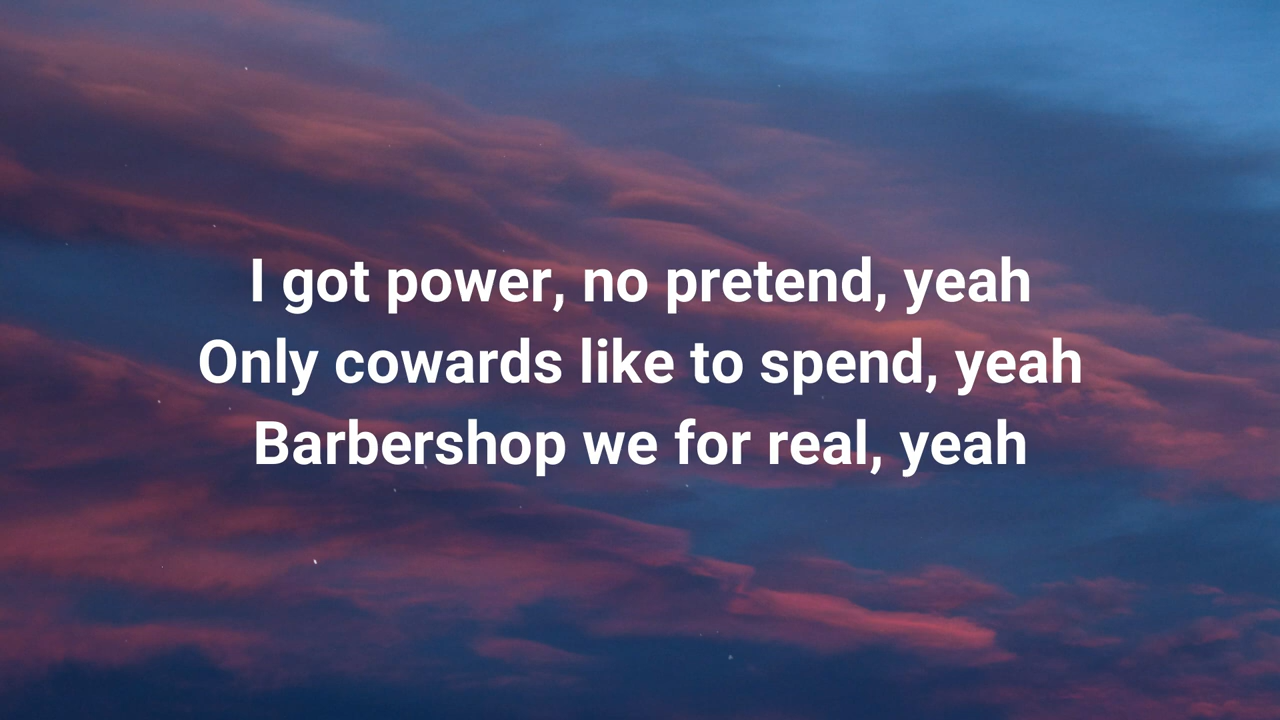 I got power, no pretend, yeah
Only cowards like to spend, yeah
Barbershop we for real, yeah